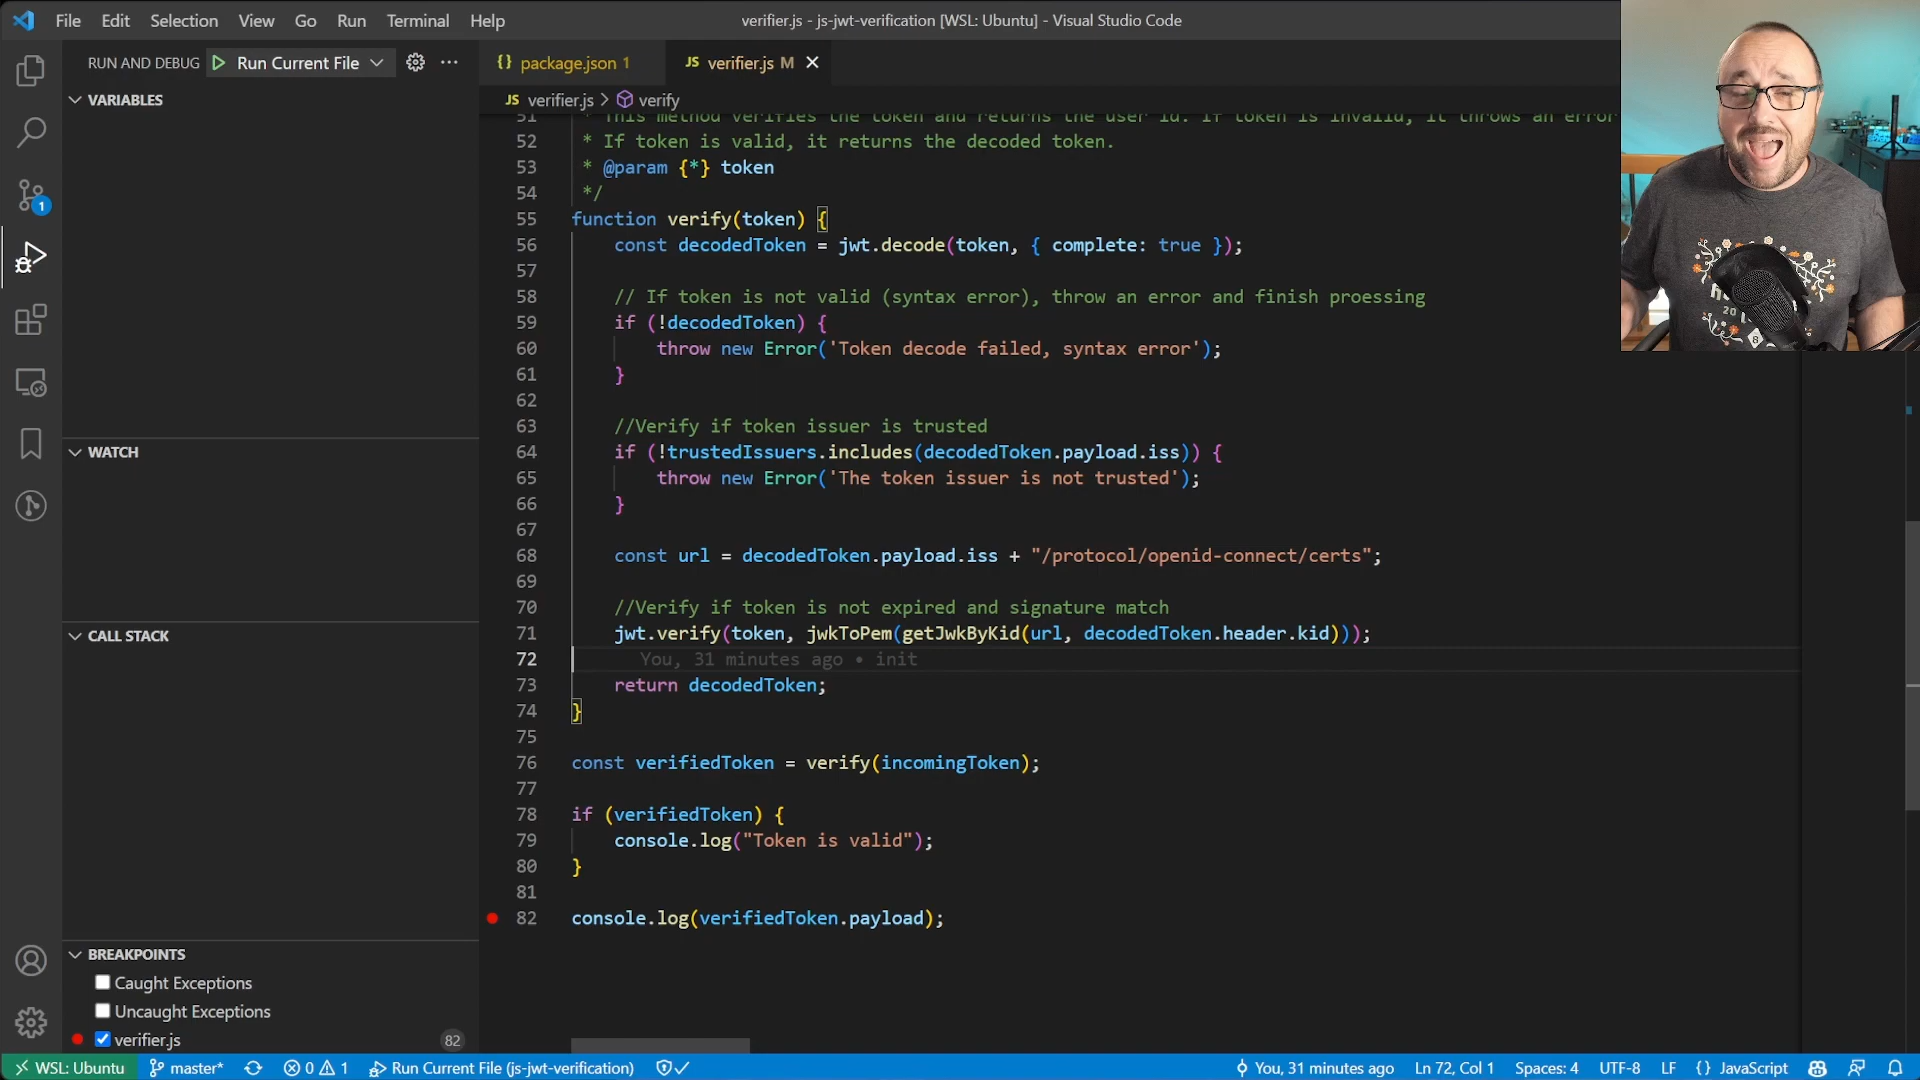 File Edit Selection View Go Run Terminal Help
verifier.js - js-jwt-verification [WSL: Ubuntu] - Visual Studio Code
RUN AND DEBUG Run Current File
package.json 1
JS verifier.js M
JS verifier.js > verify
VARIABLES
WATCH
CALL STACK
BREAKPOINTS
Caught Exceptions
Uncaught Exceptions
verifier.js 82
1
51 * This method verifies the token and returns the user id. If token is invalid, it throws an error
52 * If token is valid, it returns the decoded token.
53 * @param {*} token
54 */
55 function verify(token) {
56 const decodedToken = jwt.decode(token, { complete: true });
57
58 // If token is not valid (syntax error), throw an error and finish proessing
59 if (!decodedToken) {
60 throw new Error('Token decode failed, syntax error');
61 }
62
63 //Verify if token issuer is trusted
64 if (!trustedIssuers.includes(decodedToken.payload.iss)) {
65 throw new Error('The token issuer is not trusted');
66 }
67
68 const url = decodedToken.payload.iss + "/protocol/openid-connect/certs";
69
70 //Verify if token is not expired and signature match
71 jwt.verify(token, jwkToPem(getJwkByKid(url, decodedToken.header.kid)));
72 You, 31 minutes ago • init
73 return decodedToken;
74 }
75
76 const verifiedToken = verify(incomingToken);
77
78 if (verifiedToken) {
79 console.log("Token is valid");
80 }
81
82 console.log(verifiedToken.payload);
WSL: Ubuntu master* 0 1 Run Current File (js-jwt-verification) You, 31 minutes ago Ln 72, Col 1 Spaces: 4 UTF-8 LF {} JavaScript